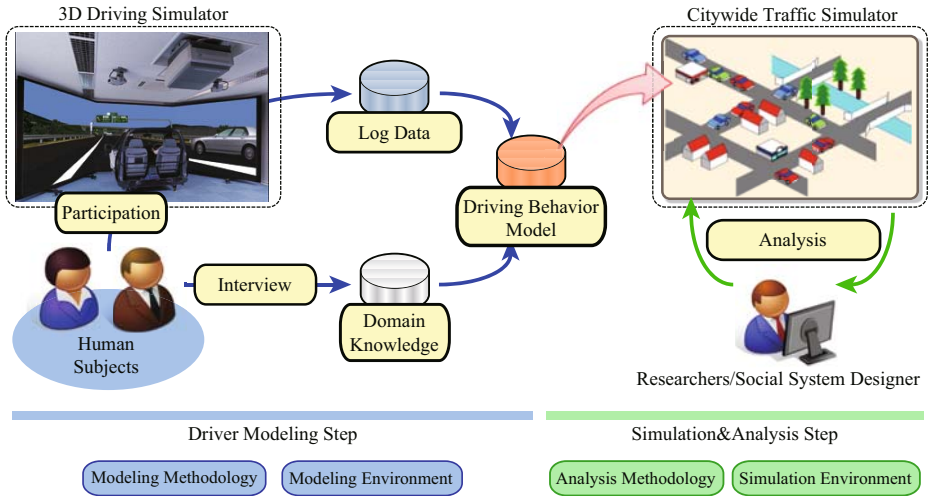 3D Driving Simulator
Citywide Traffic Simulator
Log Data
Participation
Driving Behavior
Model
Analysis
Interview
Domain
Knowledge
Human
Subjects
Researchers/Social System Designer
Driver Modeling Step
Simulation&Analysis Step
Modeling Methodology
Modeling Environment
Analysis Methodology
Simulation Environment